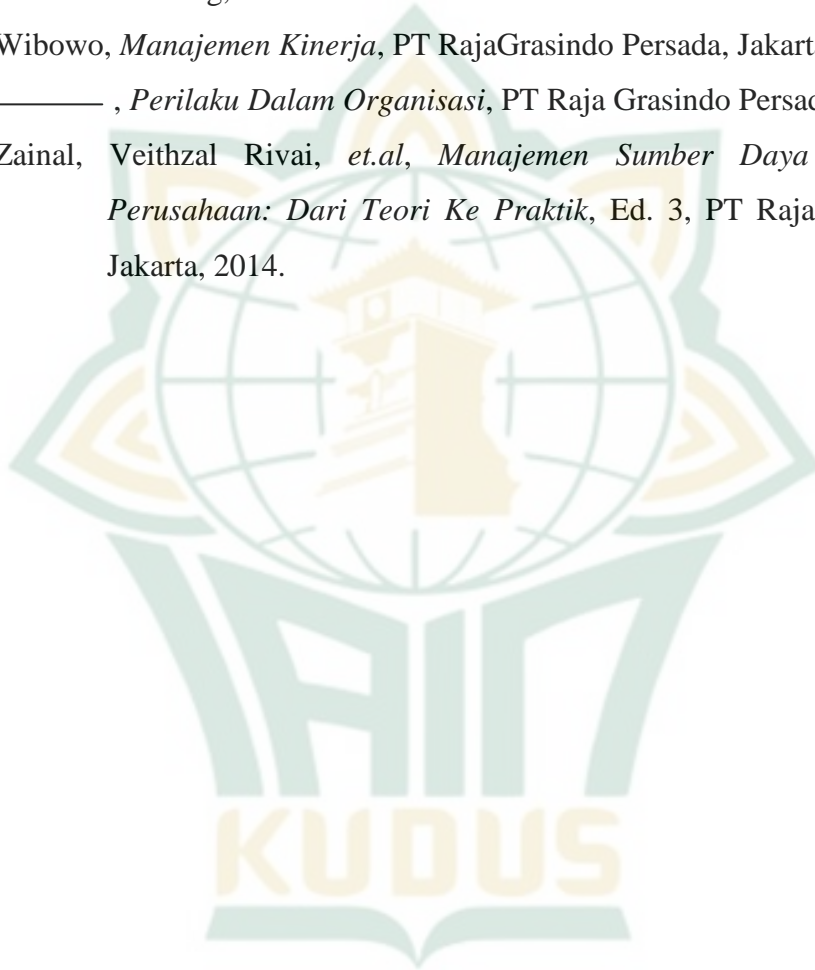 Wibowo, Manajemen Kinerja, PT RajaGrasindo Persada, Jakart
, Perilaku Dalam Organisasi, PT Raja Grasindo Persad
Zainal, Veithzal Rivai, et.al, Manajemen Sumber Daya
Perusahaan: Dari Teori Ke Praktik, Ed. 3, PT Raja
Jakarta, 2014.
IAIN
KUDUS